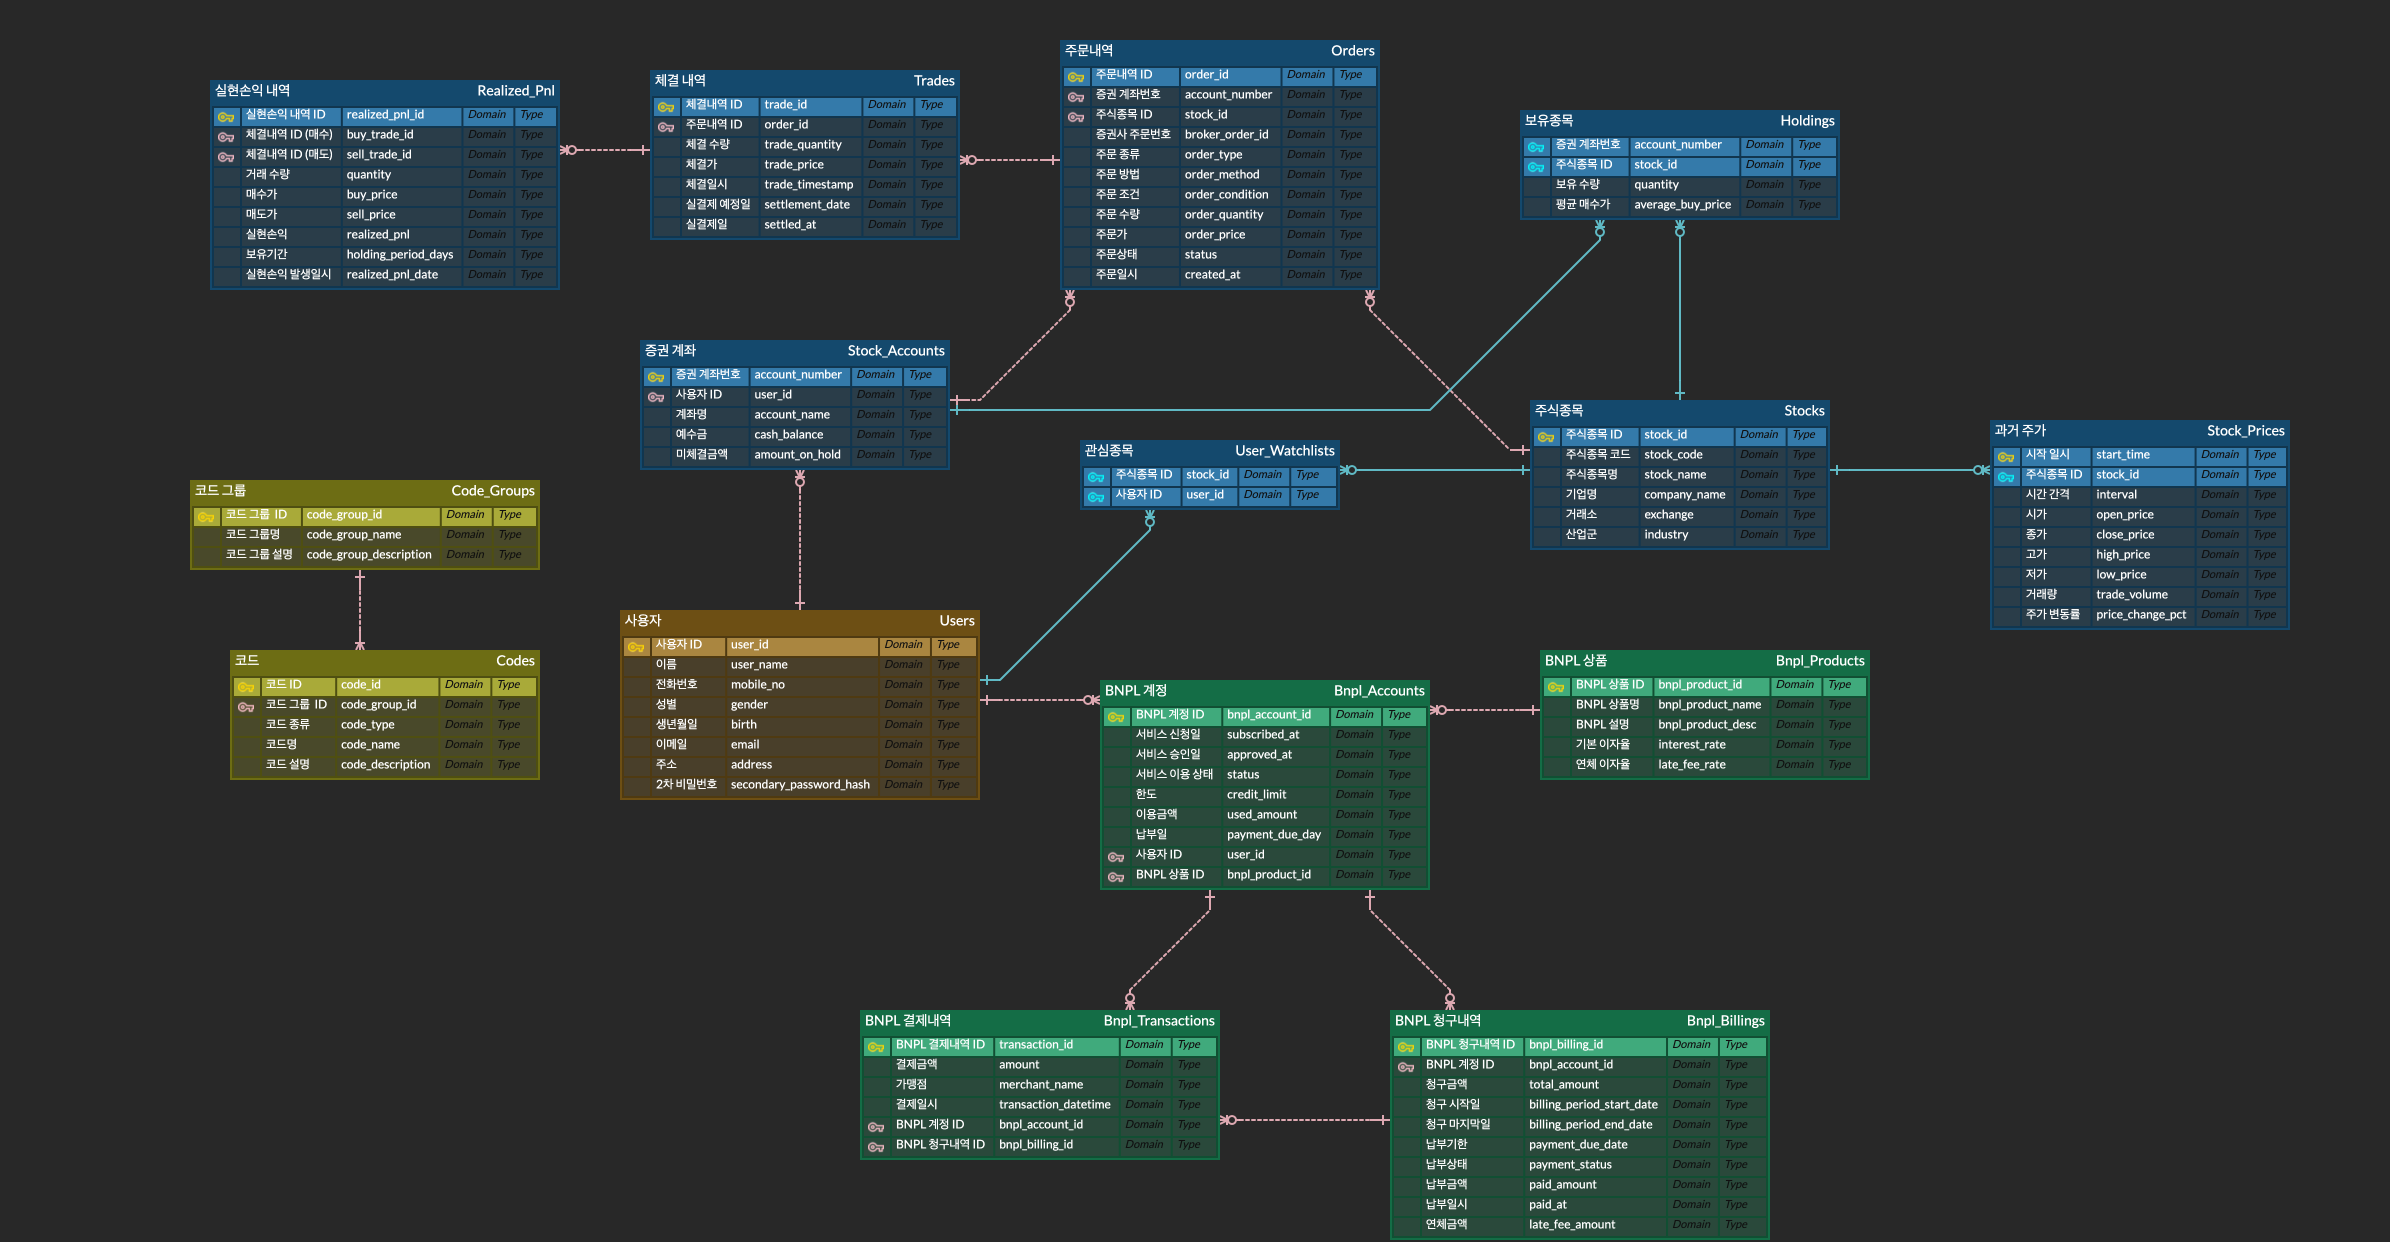 실현손익 내역 Realized_Pnl
실현손익 내역 ID realized_pnl_id Domain Type
체결내역 ID (매수) buy_trade_id Domain Type
체결내역 ID (매도) sell_trade_id Domain Type
거래 수량 quantity Domain Type
매수가 buy_price Domain Type
매도가 sell_price Domain Type
실현손익 realized_pnl Domain Type
보유기간 holding_period_days Domain Type
실현손익 발생일시 realized_pnl_date Domain Type
체결 내역 Trades
체결내역 ID trade_id Domain Type
주문내역 ID order_id Domain Type
체결 수량 trade_quantity Domain Type
체결가 trade_price Domain Type
체결일시 trade_timestamp Domain Type
실결제 예정일 settlement_date Domain Type
실결제일 settled_at Domain Type
주문내역 Orders
주문내역 ID order_id Domain Type
증권 계좌번호 account_number Domain Type
주식종목 ID stock_id Domain Type
증권사 주문번호 broker_order_id Domain Type
주문 종류 order_type Domain Type
주문 방법 order_method Domain Type
주문 조건 order_condition Domain Type
주문 수량 order_quantity Domain Type
주문가 order_price Domain Type
주문상태 status Domain Type
주문일시 created_at Domain Type
보유종목 Holdings
증권 계좌번호 account_number Domain Type
주식종목 ID stock_id Domain Type
보유 수량 quantity Domain Type
평균 매수가 average_buy_price Domain Type
증권 계좌 Stock_Accounts
증권 계좌번호 account_number Domain Type
사용자 ID user_id Domain Type
계좌명 account_name Domain Type
예수금 cash_balance Domain Type
미체결금액 amount_on_hold Domain Type
관심종목 User_Watchlists
주식종목 ID stock_id Domain Type
사용자 ID user_id Domain Type
주식종목 Stocks
주식종목 ID stock_id Domain Type
주식종목 코드 stock_code Domain Type
주식종목명 stock_name Domain Type
기업명 company_name Domain Type
거래소 exchange Domain Type
산업군 industry Domain Type
과거 주가 Stock_Prices
시작 일시 start_time Domain Type
주식종목 ID stock_id Domain Type
시간 간격 interval Domain Type
시가 open_price Domain Type
종가 close_price Domain Type
고가 high_price Domain Type
저가 low_price Domain Type
거래량 trade_volume Domain Type
주가 변동률 price_change_pct Domain Type
코드 그룹 Code_Groups
코드 그룹 ID code_group_id Domain Type
코드 그룹명 code_group_name Domain Type
코드 그룹 설명 code_group_description Domain Type
코드 Codes
코드 ID code_id Domain Type
코드 그룹 ID code_group_id Domain Type
코드 종류 code_type Domain Type
코드명 code_name Domain Type
코드 설명 code_description Domain Type
사용자 Users
사용자 ID user_id Domain Type
이름 user_name Domain Type
전화번호 mobile_no Domain Type
성별 gender Domain Type
생년월일 birth Domain Type
이메일 email Domain Type
주소 address Domain Type
2차 비밀번호 secondary_password_hash Domain Type
BNPL 계정 Bnpl_Accounts
BNPL 계정 ID bnpl_account_id Domain Type
서비스 신청일 subscribed_at Domain Type
서비스 승인일 approved_at Domain Type
서비스 이용 상태 status Domain Type
한도 credit_limit Domain Type
이용금액 used_amount Domain Type
납부일 payment_due_day Domain Type
사용자 ID user_id Domain Type
BNPL 상품 ID bnpl_product_id Domain Type
BNPL 상품 Bnpl_Products
BNPL 상품 ID bnpl_product_id Domain Type
BNPL 상품명 bnpl_product_name Domain Type
BNPL 설명 bnpl_product_desc Domain Type
기본 이자율 interest_rate Domain Type
연체 이자율 late_fee_rate Domain Type
BNPL 결제내역 Bnpl_Transactions
BNPL 결제내역 ID transaction_id Domain Type
결제금액 amount Domain Type
가맹점 merchant_name Domain Type
결제일시 transaction_datetime Domain Type
BNPL 계정 ID bnpl_account_id Domain Type
BNPL 청구내역 ID bnpl_billing_id Domain Type
BNPL 청구내역 Bnpl_Billings
BNPL 청구내역 ID bnpl_billing_id Domain Type
BNPL 계정 ID bnpl_account_id Domain Type
청구금액 total_amount Domain Type
청구 시작일 billing_period_start_date Domain Type
청구 마지막일 billing_period_end_date Domain Type
납부기한 payment_due_date Domain Type
납부상태 payment_status Domain Type
납부금액 paid_amount Domain Type
납부일시 paid_at Domain Type
연체금액 late_fee_amount Domain Type